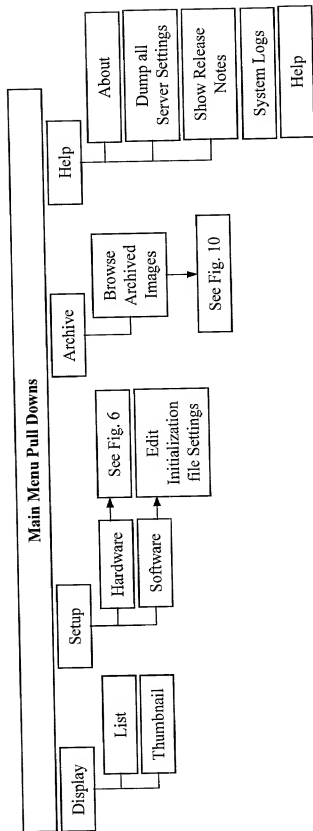 Main Menu Pull Downs
Display
List
Thumbnail
Setup
Hardware
See Fig. 6
Software
Edit
Initialization
file Settings
Archive
Browse
Archived
Images
See Fig. 10
Help
About
Dump all
Server Settings
Show Release
Notes
System Logs
Help